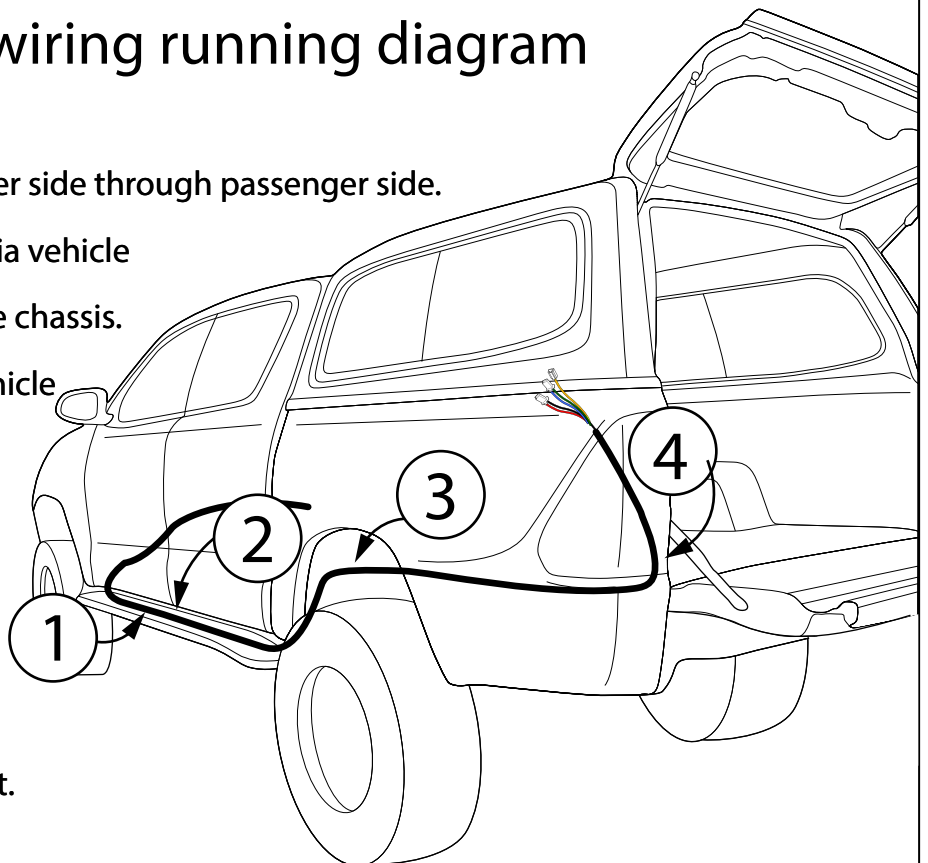 wiring running diagram
er side through passenger side.
ia vehicle
e chassis.
nicle
4
3
2
1
t.